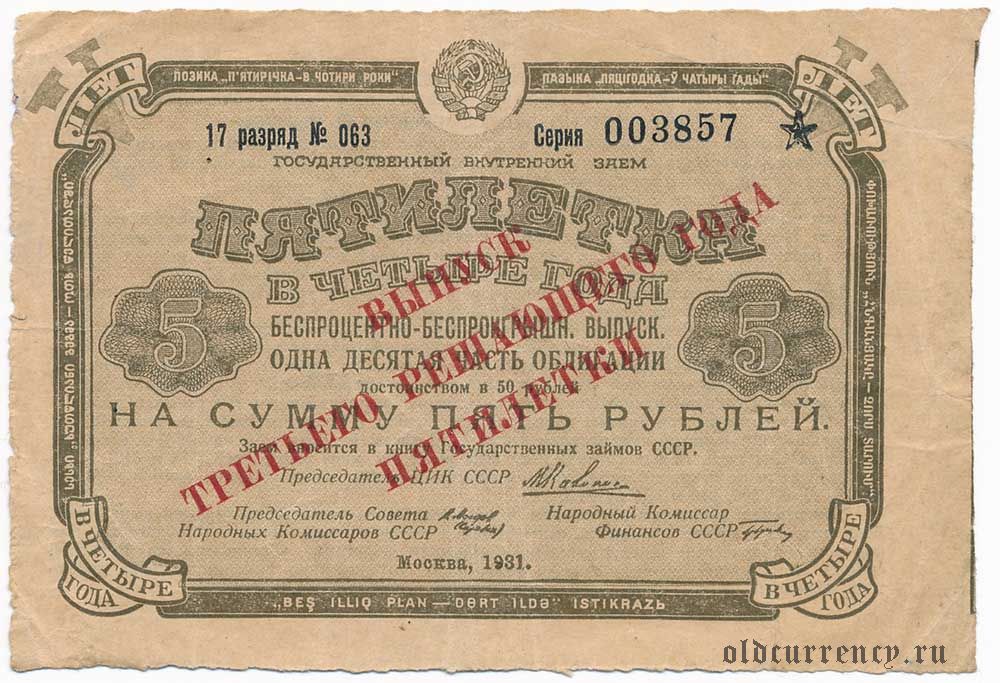 ПОЗИКА „П'ЯТИРІЧКА–В ЧОТИРИ РОКИ“
ПАЗЫКА „ПЯЦІГОДКА–Ў ЧАТЫРЫ ГАДЫ“
ЛЕТ
ЛЕТ
17 разряд № 063
Серия 003857
ГОСУДАРСТВЕННЫЙ ВНУТРЕННИЙ ЗАЕМ
ПЯТИЛЕТКА
В ЧЕТЫРЕ ГОДА
БЕСПРОЦЕНТНО-БЕСПРОИГРЫШН. ВЫПУСК.
ОДНА ДЕСЯТАЯ ЧАСТЬ ОБЛИГАЦИИ
достоинством в 50 рублей
НА СУММУ ПЯТЬ РУБЛЕЙ.
5
5
Заем вносится в книгу Государственных займов СССР.
Председатель ЦИК СССР
Председатель Совета
Народных Комиссаров СССР
Народный Комиссар
Финансов СССР
Москва, 1931.
ВЫПУСК
ТРЕТЬЕГО РЕШАЮЩЕГО ГОДА
ПЯТИЛЕТКИ
В ЧЕТЫРЕ
ГОДА
В ЧЕТЫРЕ
ГОДА
„BEŞ ILLIQ PLAN — DƏRT ILDƏ“ ISTIKRAZЬ
oldcurrency.ru